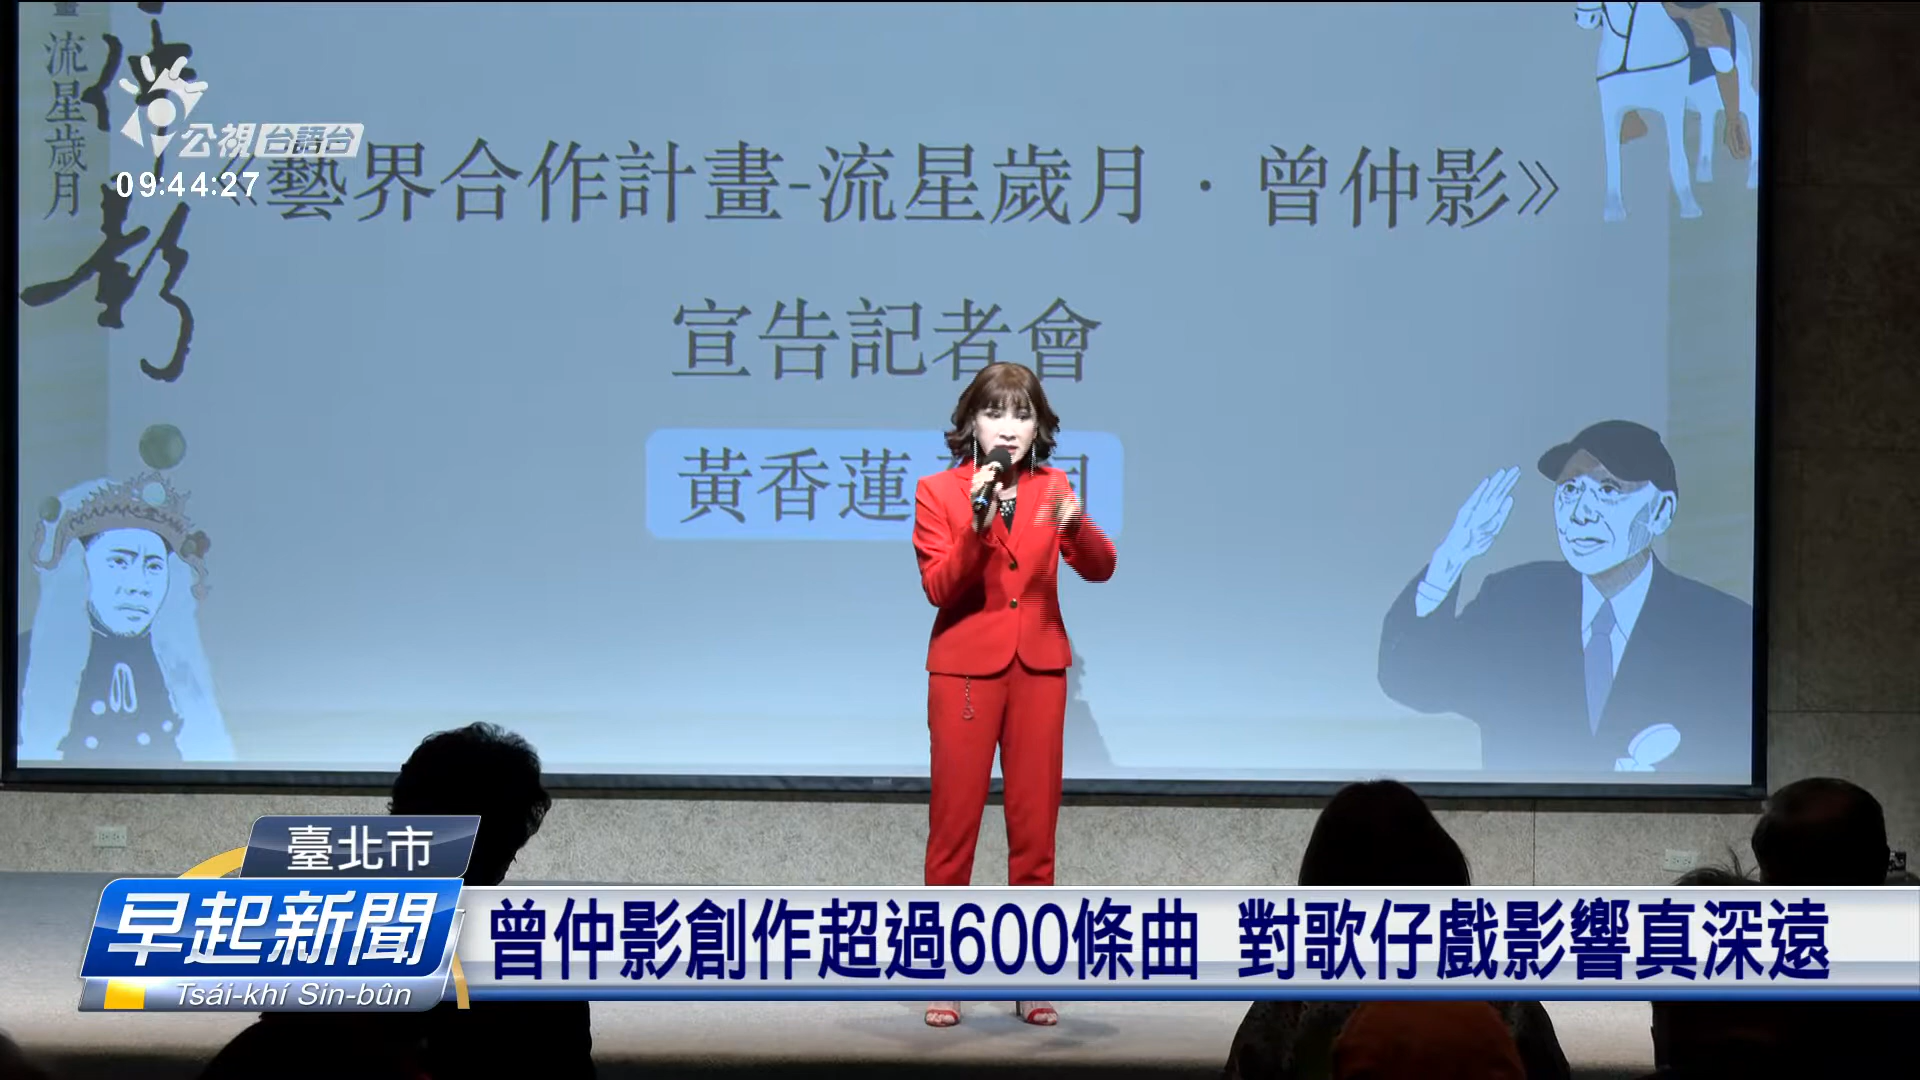 流星歲月
仲影
公視台語台
09:44:27
《藝界合作計畫-流星歲月·曾仲影》
宣告記者會
黃香蓮
臺北市
早起新聞
Tsái-khí Sin-bûn
曾仲影創作超過600條曲 對歌仔戲影響真深遠